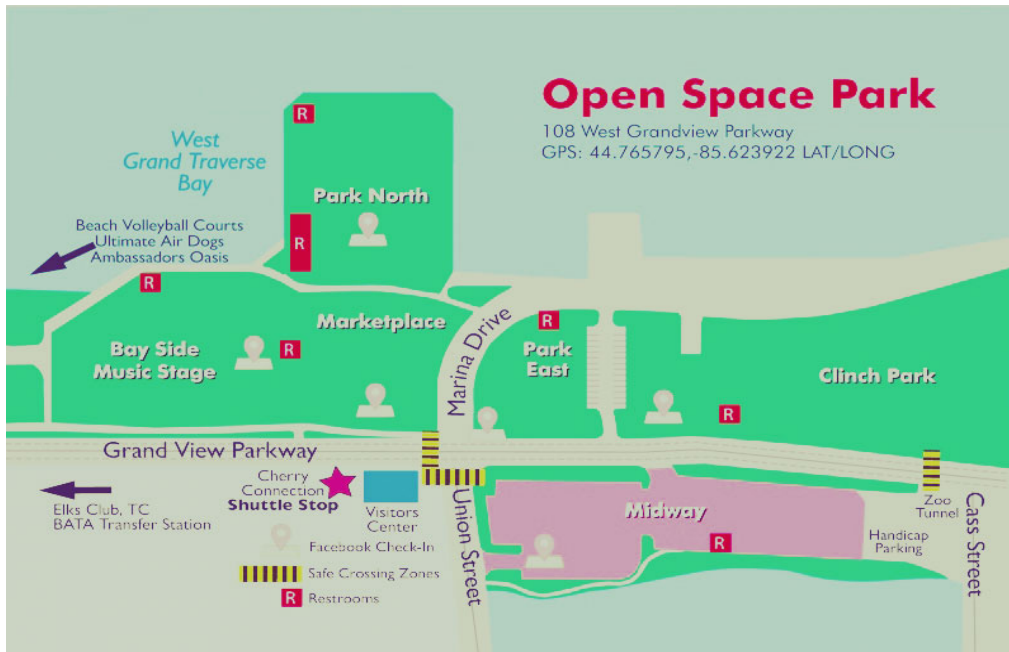 Open Space Park
108 West Grandview Parkway
GPS: 44.765795,-85.623922 LAT/LONG
R
West
Grand Traverse
Bay
Park North
Beach Volleyball Courts
Ultimate Air Dogs
Ambassadors Oasis
R
R
Marketplace
Marina Drive
R
Bay Side
Music Stage
R
Park
East
Clinch Park
R
Grand View Parkway
Cherry
Connection
Shuttle Stop
Visitors
Center
Elks Club, TC
BATA Transfer Station
Union Street
Midway
R
Zoo
Tunnel
Handicap
Parking
Cass Street
Facebook Check-In
Safe Crossing Zones
R Restrooms